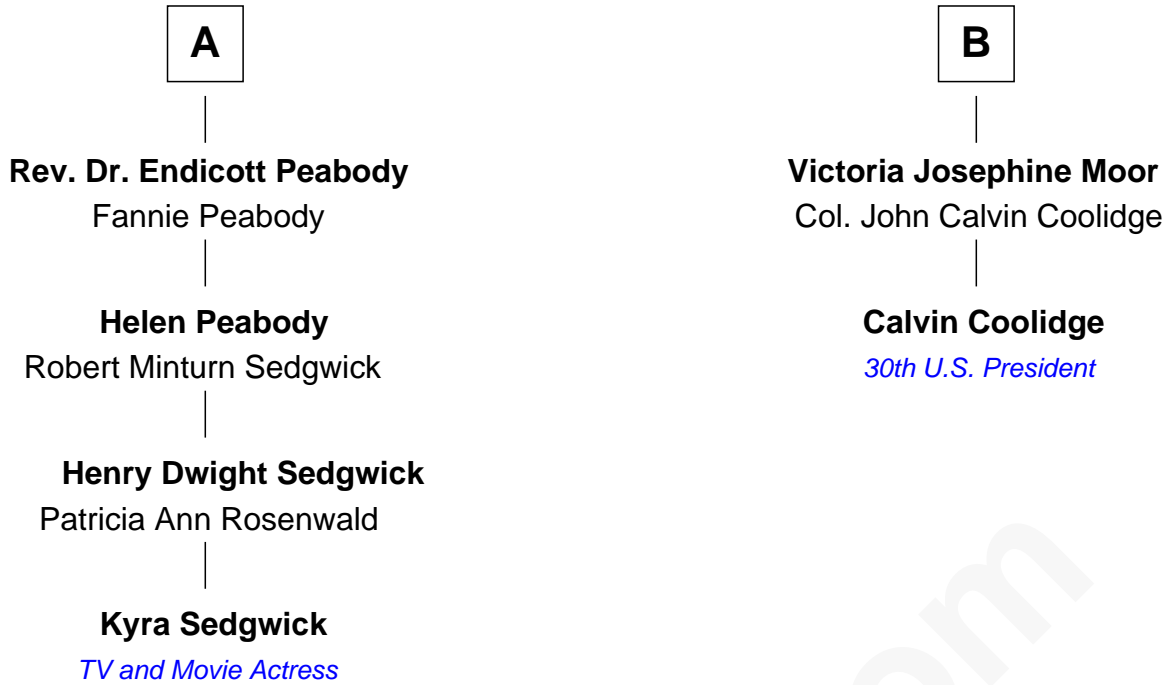 A
Rev. Dr. Endicott Peabody
Fannie Peabody
Helen Peabody
Robert Minturn Sedgwick
Henry Dwight Sedgwick
Patricia Ann Rosenwald
Kyra Sedgwick
TV and Movie Actress
B
Victoria Josephine Moor
Col. John Calvin Coolidge
Calvin Coolidge
30th U.S. President
om